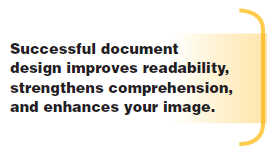 Successful document
design improves readability,
strengthens comprehension,
and enhances your image.